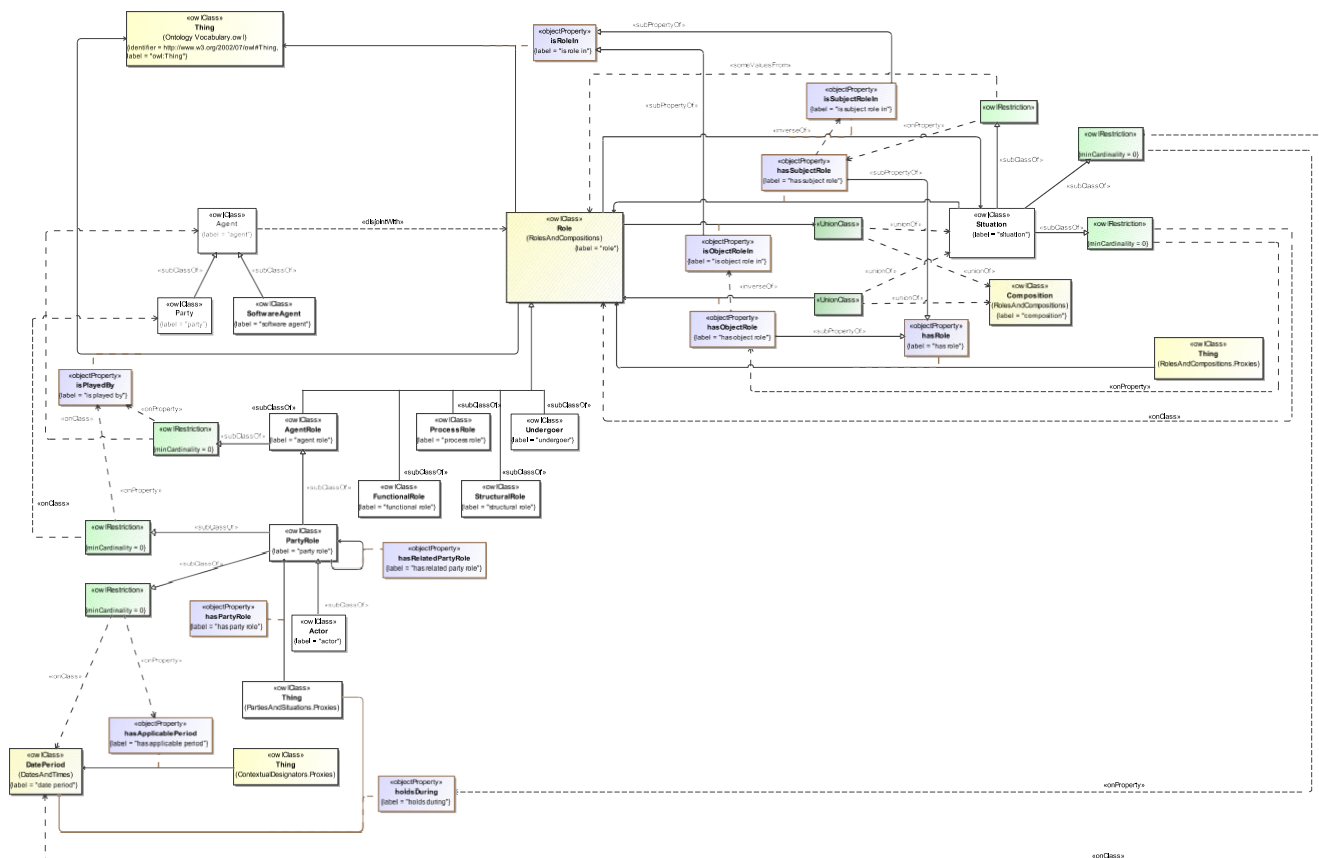 «owlClass»
Thing
(Ontology Vocabulary.owl)
{identifier = http://www.w3.org/2002/07/owl#Thing,
label = "owl:Thing"}
«objectProperty»
isRoleIn
{label = "is role in"}
«subPropertyOf»
«someValuesFrom»
«objectProperty»
isSubjectRoleIn
{label = "is subject role in"}
«owlRestriction»
«subPropertyOf»
«inverseOf»
«onProperty»
«owlRestriction»
{minCardinality = 0}
«subClassOf»
«objectProperty»
hasSubjectRole
{label = "has subject role"}
«subPropertyOf»
«subClassOf»
«owlClass»
Agent
{label = "agent"}
«disjointWith»
«owlClass»
Role
(RolesAndCompositions)
{label = "role"}
«UnionClass»
«unionOf»
«owlClass»
Situation
{label = "situation"}
«subClassOf»
«owlRestriction»
{minCardinality = 0}
«objectProperty»
isObjectRoleIn
{label = "is object role in"}
«subClassOf»
«subClassOf»
«unionOf»
«unionOf»
«inverseOf»
«owlClass»
Party
{label = "party"}
«owlClass»
SoftwareAgent
{label = "software agent"}
«UnionClass»
«unionOf»
«owlClass»
Composition
(RolesAndCompositions)
{label = "composition"}
«objectProperty»
hasObjectRole
{label = "has object role"}
«subPropertyOf»
«objectProperty»
hasRole
{label = "has role"}
«owlClass»
Thing
(RolesAndCompositions.Proxies)
«onProperty»
«objectProperty»
isPlayedBy
{label = "is played by"}
«onClass»
«onProperty»
«onClass»
«subClassOf»
«subClassOf»
«subClassOf»
«owlRestriction»
{minCardinality = 0}
«subClassOf»
«owlClass»
AgentRole
{label = "agent role"}
«owlClass»
ProcessRole
{label = "process role"}
«owlClass»
Undergoer
{label = "undergoer"}
«onProperty»
«subClassOf»
«subClassOf»
«subClassOf»
«owlClass»
FunctionalRole
{label = "functional role"}
«owlClass»
StructuralRole
{label = "structural role"}
«onClass»
«owlRestriction»
{minCardinality = 0}
«subClassOf»
«owlClass»
PartyRole
{label = "party role"}
«objectProperty»
hasRelatedPartyRole
{label = "has related party role"}
«subClassOf»
«owlRestriction»
{minCardinality = 0}
«objectProperty»
hasPartyRole
{label = "has party role"}
«subClassOf»
«owlClass»
Actor
{label = "actor"}
«onClass»
«onProperty»
«owlClass»
Thing
(PartiesAndSituations.Proxies)
«objectProperty»
hasApplicablePeriod
{label = "has applicable period"}
«owlClass»
DatePeriod
(DatesAndTimes)
{label = "date period"}
«owlClass»
Thing
(ContextualDesignators.Proxies)
«objectProperty»
holdsDuring
{label = "holds during"}
«onProperty»
«onClass»